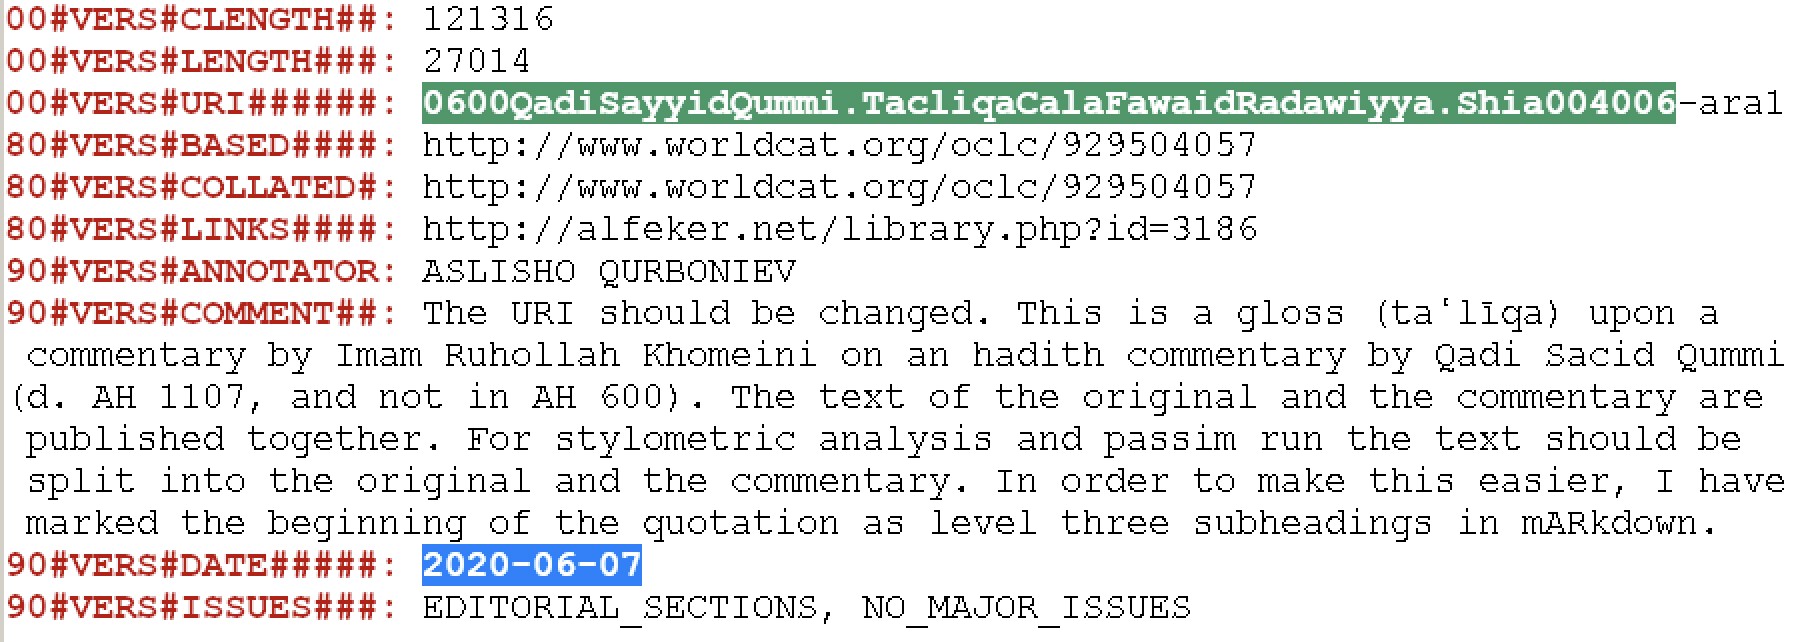 00#VERS#CLENGTH##: 121316
00#VERS#LENGTH###: 27014
00#VERS#URI######: 0600QadiSayyidQummi.TacliqaCalaFawaidRadawiyya.Shia004006-ara1
80#VERS#BASED####: http://www.worldcat.org/oclc/929504057
80#VERS#COLLATED#: http://www.worldcat.org/oclc/929504057
80#VERS#LINKS####: http://alfeker.net/library.php?id=3186
90#VERS#ANNOTATOR: ASLISHO QURBONIEV
90#VERS#COMMENT##: The URI should be changed. This is a gloss (taʿlīqa) upon a
commentary by Imam Ruhollah Khomeini on an hadith commentary by Qadi Sacid Qummi
(d. AH 1107, and not in AH 600). The text of the original and the commentary are
published together. For stylometric analysis and passim run the text should be
split into the original and the commentary. In order to make this easier, I have
marked the beginning of the quotation as level three subheadings in mARkdown.
90#VERS#DATE#####: 2020-06-07
90#VERS#ISSUES###: EDITORIAL_SECTIONS, NO_MAJOR_ISSUES